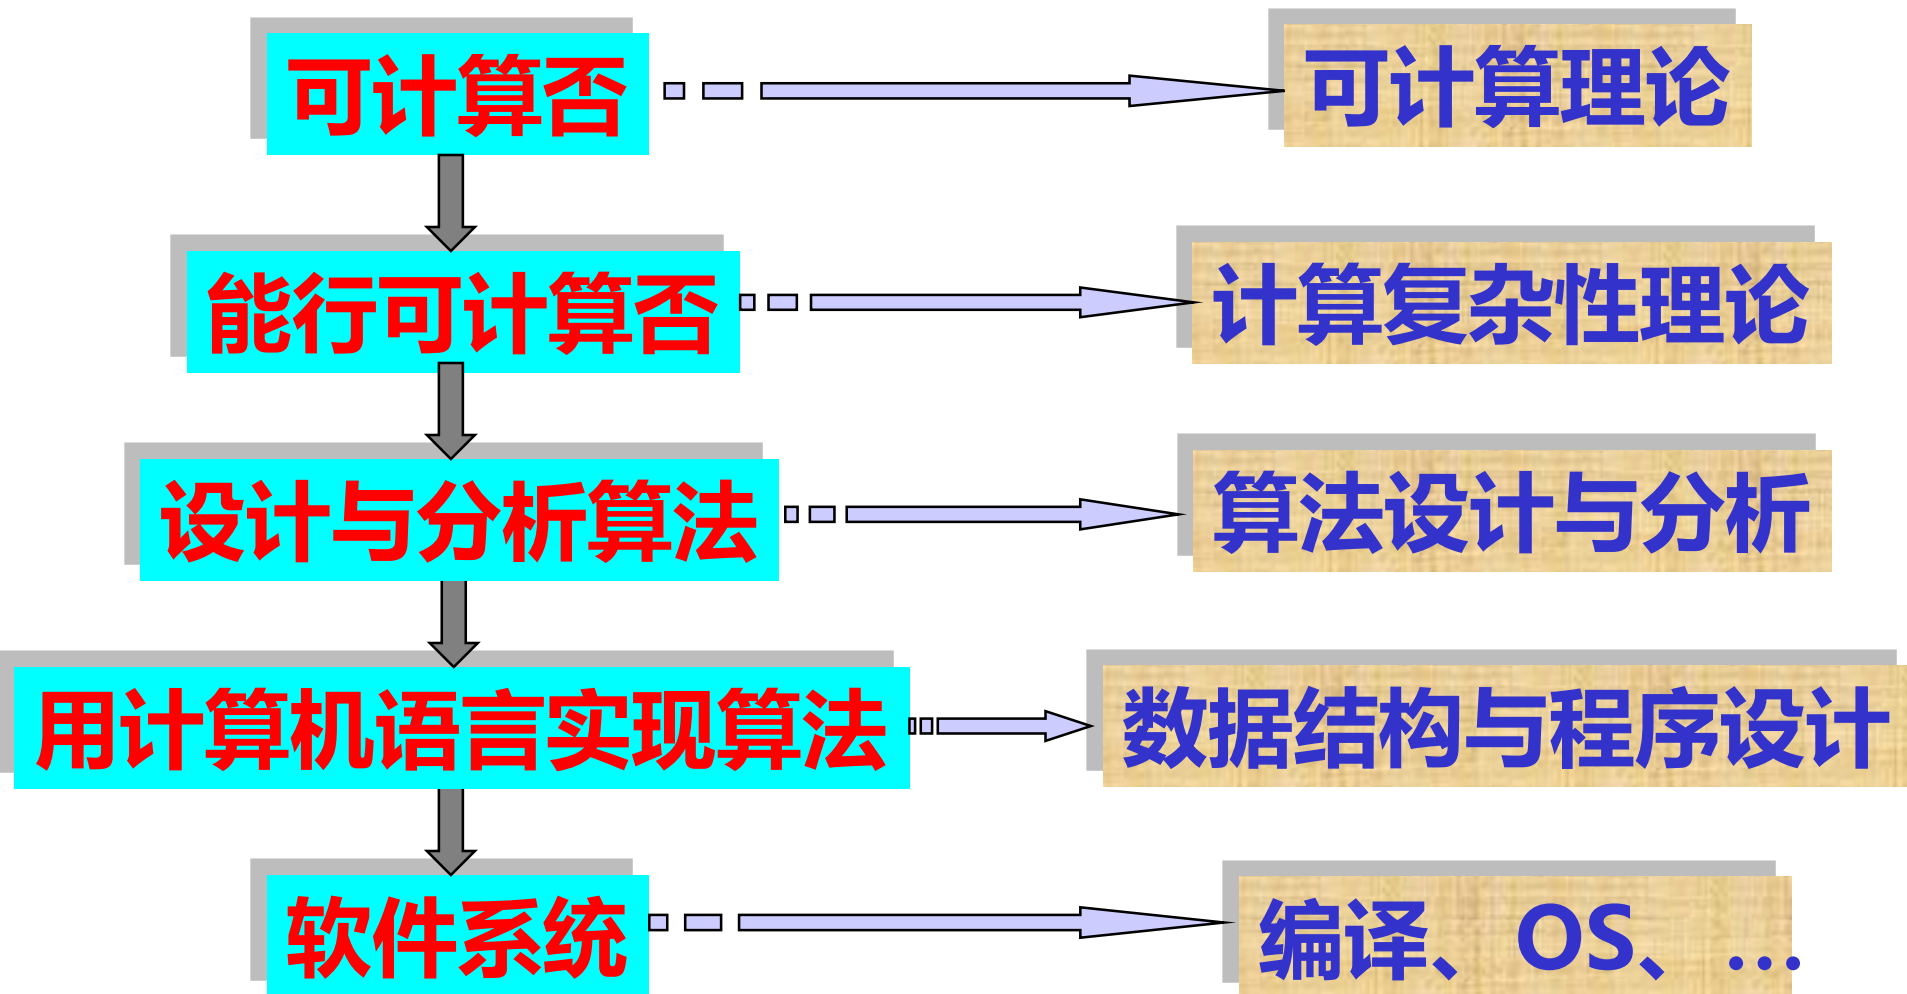 可计算否
可计算理论
能行可计算否
计算复杂性理论
设计与分析算法
算法设计与分析
用计算机语言实现算法
数据结构与程序设计
软件系统
编译、OS、…